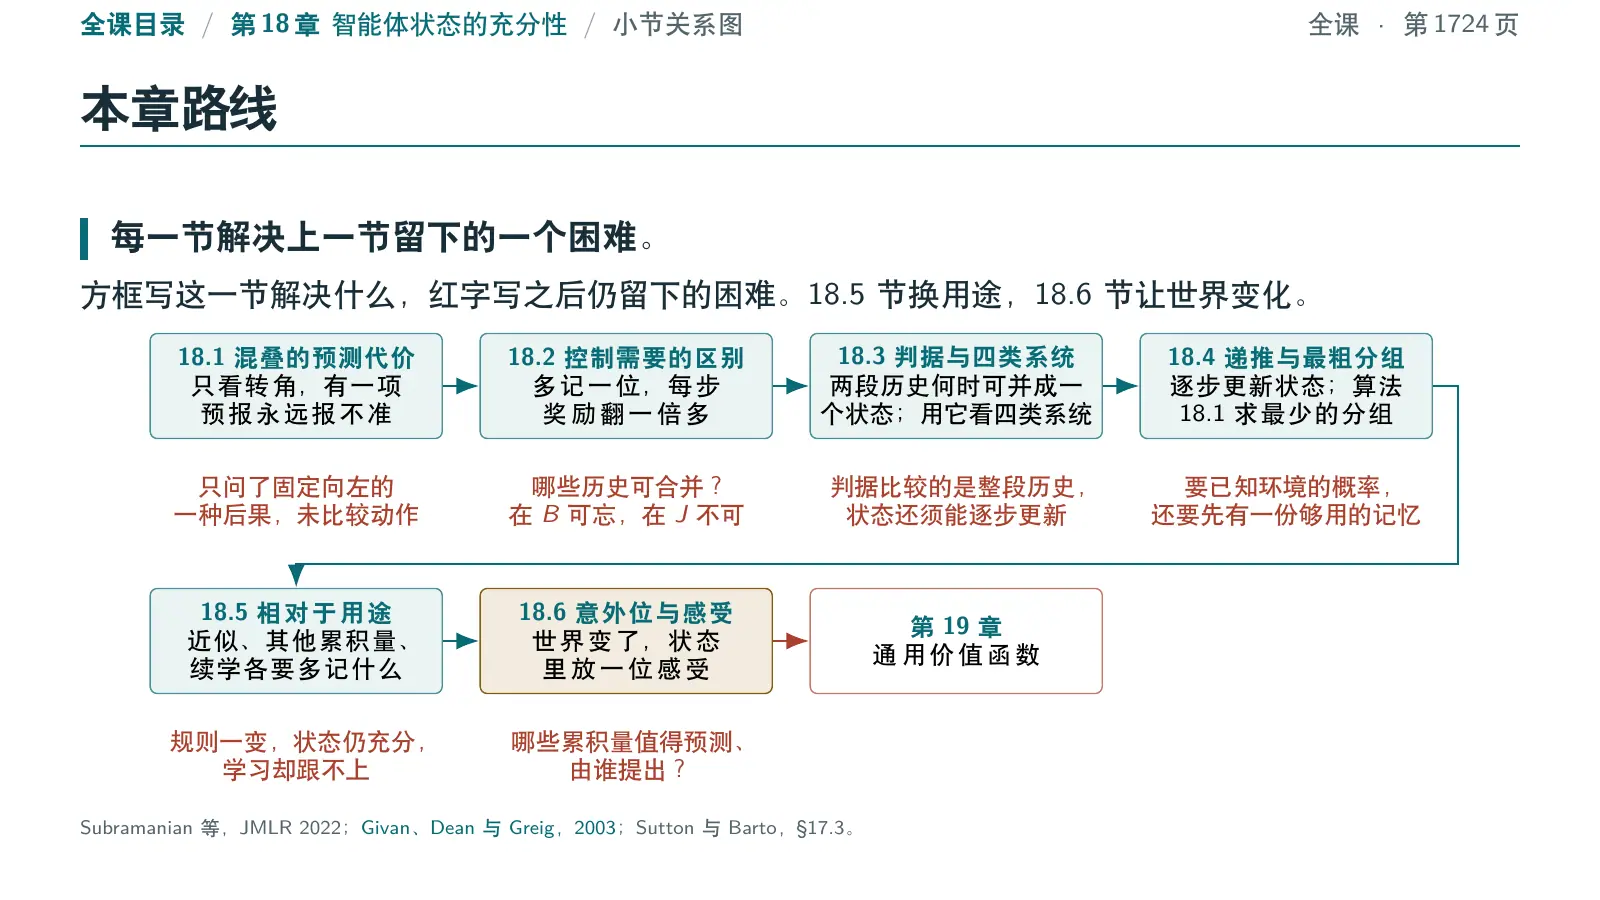 全课目录 / 第 18 章 智能体状态的充分性 / 小节关系图
全课 · 第 1724 页
本章路线
每一节解决上一节留下的一个困难。
方框写这一节解决什么，红字写之后仍留下的困难。18.5 节换用途，18.6 节让世界变化。
18.1 混叠的预测代价
只看转角，有一项
预报永远报不准
18.2 控制需要的区别
多记一位，每步
奖励翻一倍多
18.3 判据与四类系统
两段历史何时可并成一
个状态；用它看四类系统
18.4 递推与最粗分组
逐步更新状态；算法
18.1 求最少的分组
只问了固定向左的
一种后果，未比较动作
哪些历史可合并？
在 B 可忘，在 J 不可
判据比较的是整段历史，
状态还须能逐步更新
要已知环境的概率，
还要先有一份够用的记忆
18.5 相对于用途
近似、其他累积量、
续学各要多记什么
18.6 意外位与感受
世界变了，状态
里放一位感受
第 19 章
通用价值函数
规则一变，状态仍充分，
学习却跟不上
哪些累积量值得预测、
由谁提出？
Subramanian 等，JMLR 2022；Givan、Dean 与 Greig，2003；Sutton 与 Barto，§17.3。